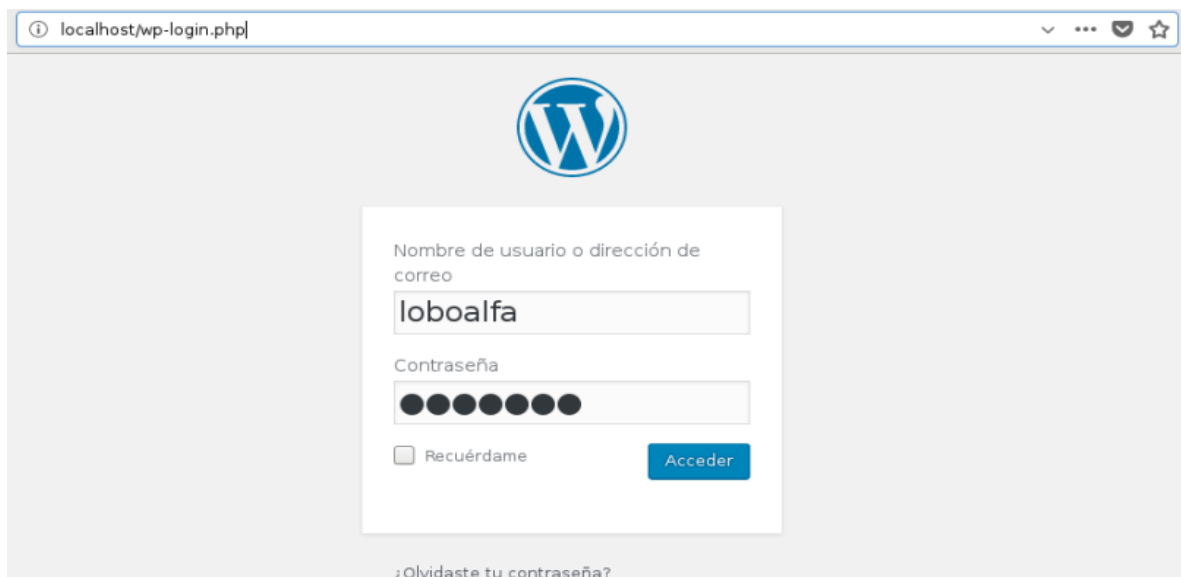 localhost/wp-login.php
Nombre de usuario o dirección de
correo
loboalfa
Contraseña
Recuérdame
Acceder
¿Olvidaste tu contraseña?